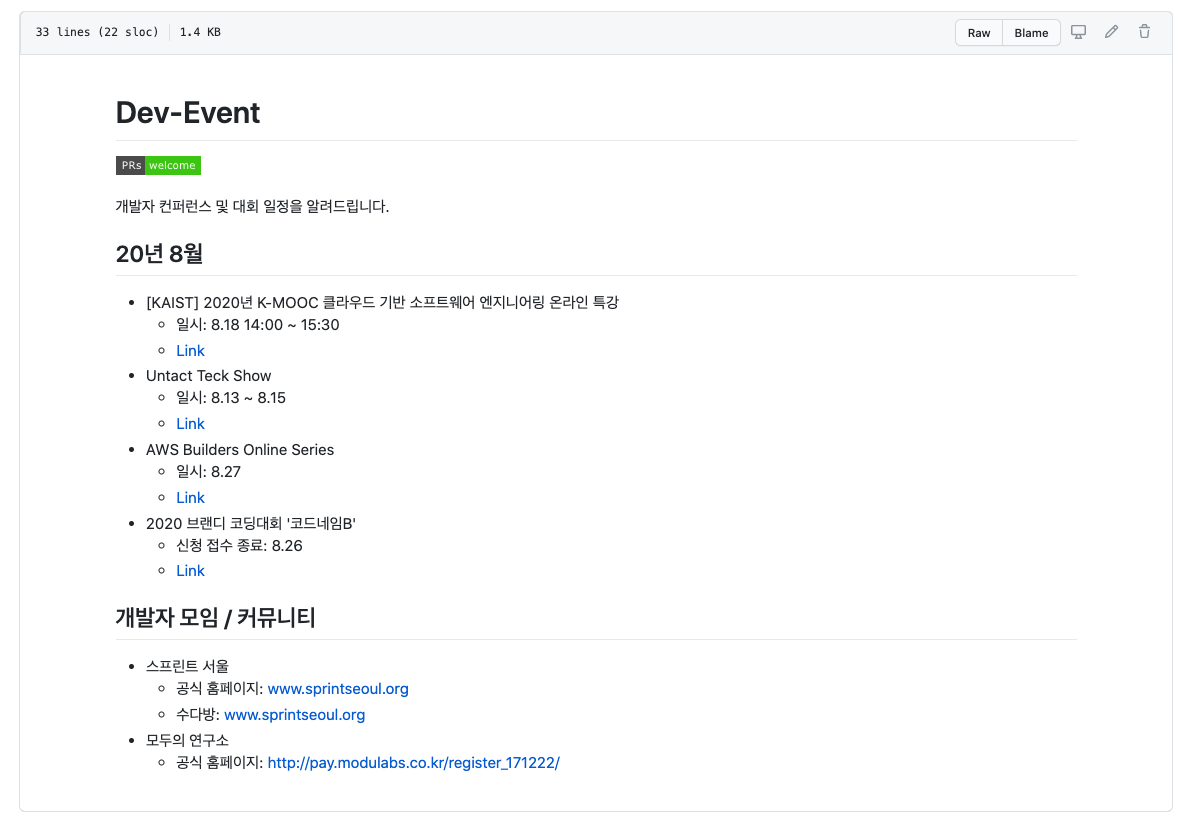 33 lines (22 sloc) 1.4 KB Raw Blame
Dev-Event
PRs welcome
개발자 컨퍼런스 및 대회 일정을 알려드립니다.
20년 8월
[KAIST] 2020년 K-MOOC 클라우드 기반 소프트웨어 엔지니어링 온라인 특강
일시: 8.18 14:00 ~ 15:30
Link
Untact Teck Show
일시: 8.13 ~ 8.15
Link
AWS Builders Online Series
일시: 8.27
Link
2020 브랜디 코딩대회 '코드네임B'
신청 접수 종료: 8.26
Link
개발자 모임 / 커뮤니티
스프린트 서울
공식 홈페이지: www.sprintseoul.org
수다방: www.sprintseoul.org
모두의 연구소
공식 홈페이지: http://pay.modulabs.co.kr/register_171222/